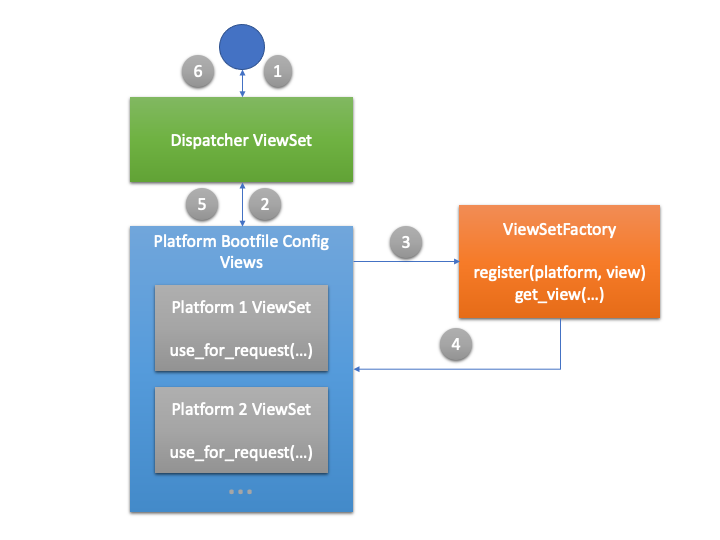 6
1
Dispatcher ViewSet
5
2
Platform Bootfile Config
Views
Platform 1 ViewSet
use_for_request(…)
Platform 2 ViewSet
use_for_request(…)
…
3
ViewSetFactory
register(platform, view)
get_view(…)
4